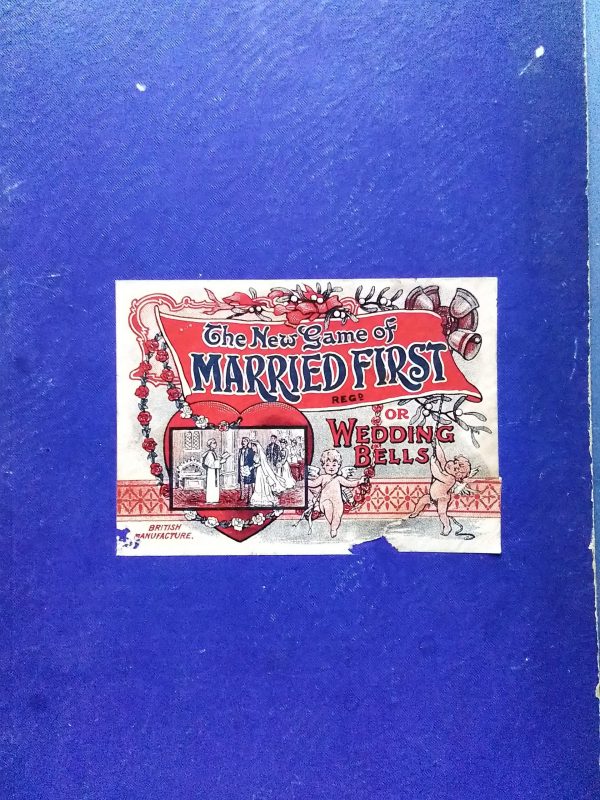 The New Game of
MARRIED FIRST
REGD
OR
WEDDING
BELLS
BRITISH
MANUFACTURE.